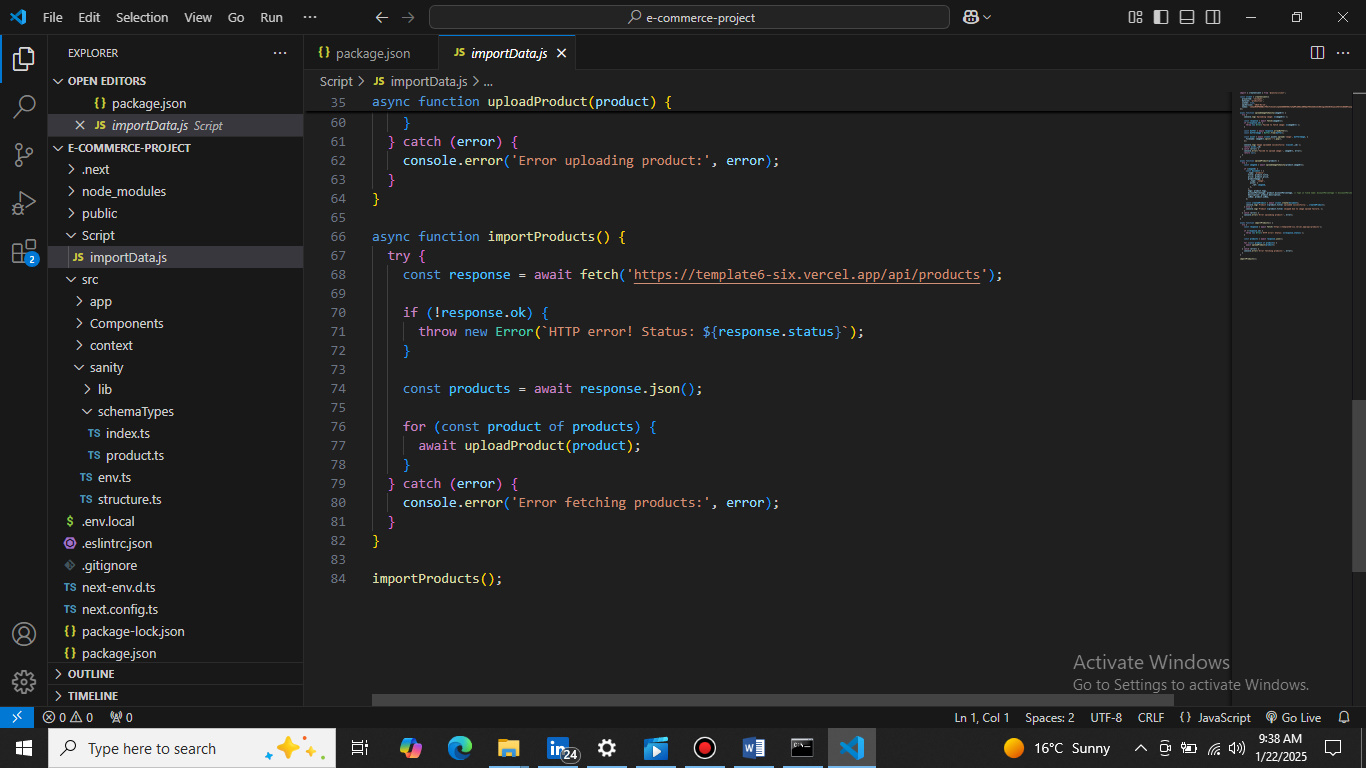 File Edit Selection View Go Run ···
e-commerce-project
EXPLORER ···
OPEN EDITORS
{} package.json
JS importData.js Script
E-COMMERCE-PROJECT
.next
node_modules
public
Script
JS importData.js
src
app
Components
context
sanity
lib
schemaTypes
TS index.ts
TS product.ts
TS env.ts
TS structure.ts
$ .env.local
.eslintrc.json
.gitignore
TS next-env.d.ts
TS next.config.ts
{} package-lock.json
{} package.json
OUTLINE
TIMELINE
2
{} package.json
JS importData.js
···
Script > JS importData.js > ...
35 async function uploadProduct(product) {
60 }
61 } catch (error) {
62 console.error('Error uploading product:', error);
63 }
64 }
65
66 async function importProducts() {
67 try {
68 const response = await fetch('https://template6-six.vercel.app/api/products');
69
70 if (!response.ok) {
71 throw new Error(`HTTP error! Status: ${response.status}`);
72 }
73
74 const products = await response.json();
75
76 for (const product of products) {
77 await uploadProduct(product);
78 }
79 } catch (error) {
80 console.error('Error fetching products:', error);
81 }
82 }
83
84 importProducts();
Activate Windows
Go to Settings to activate Windows.
0 0 0
Ln 1, Col 1 Spaces: 2 UTF-8 CRLF {} JavaScript Go Live
Type here to search
in 24
W
16°C Sunny
9:38 AM
1/22/2025